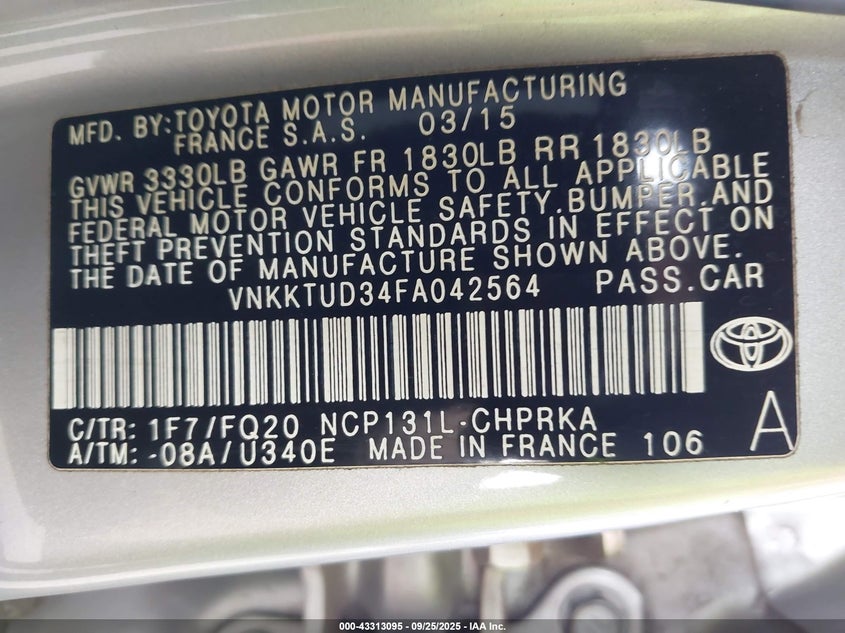 MFD. BY:TOYOTA MOTOR MANUFACTURING
FRANCE S.A.S. 03/15
GVWR 3330LB GAWR FR 1830LB RR 1830LB
THIS VEHICLE CONFORMS TO ALL APPLICABLE
FEDERAL MOTOR VEHICLE SAFETY,BUMPER,AND
THEFT PREVENTION STANDARDS IN EFFECT ON
THE DATE OF MANUFACTURE SHOWN ABOVE.
VNKKTUD34FA042564 PASS.CAR
C/TR: 1F7/FQ20 NCP131L-CHPRKA A
A/TM: -08A/U340E MADE IN FRANCE 106
000-43313095 - 09/25/2025 - Copyright © 2025 IAA, Inc.